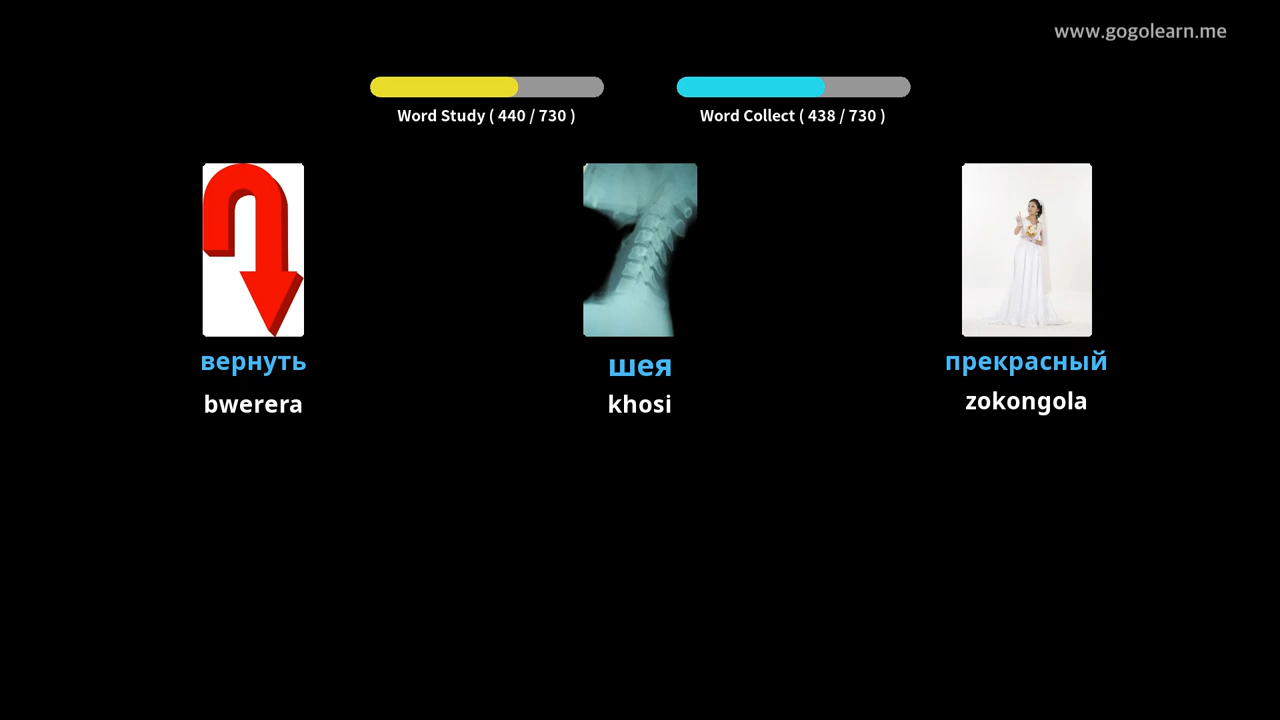 www.gogolearn.me
Word Study ( 440 / 730 )
Word Collect ( 438 / 730 )
вернуть
шея
прекрасный
bwerera
khosi
zokongola